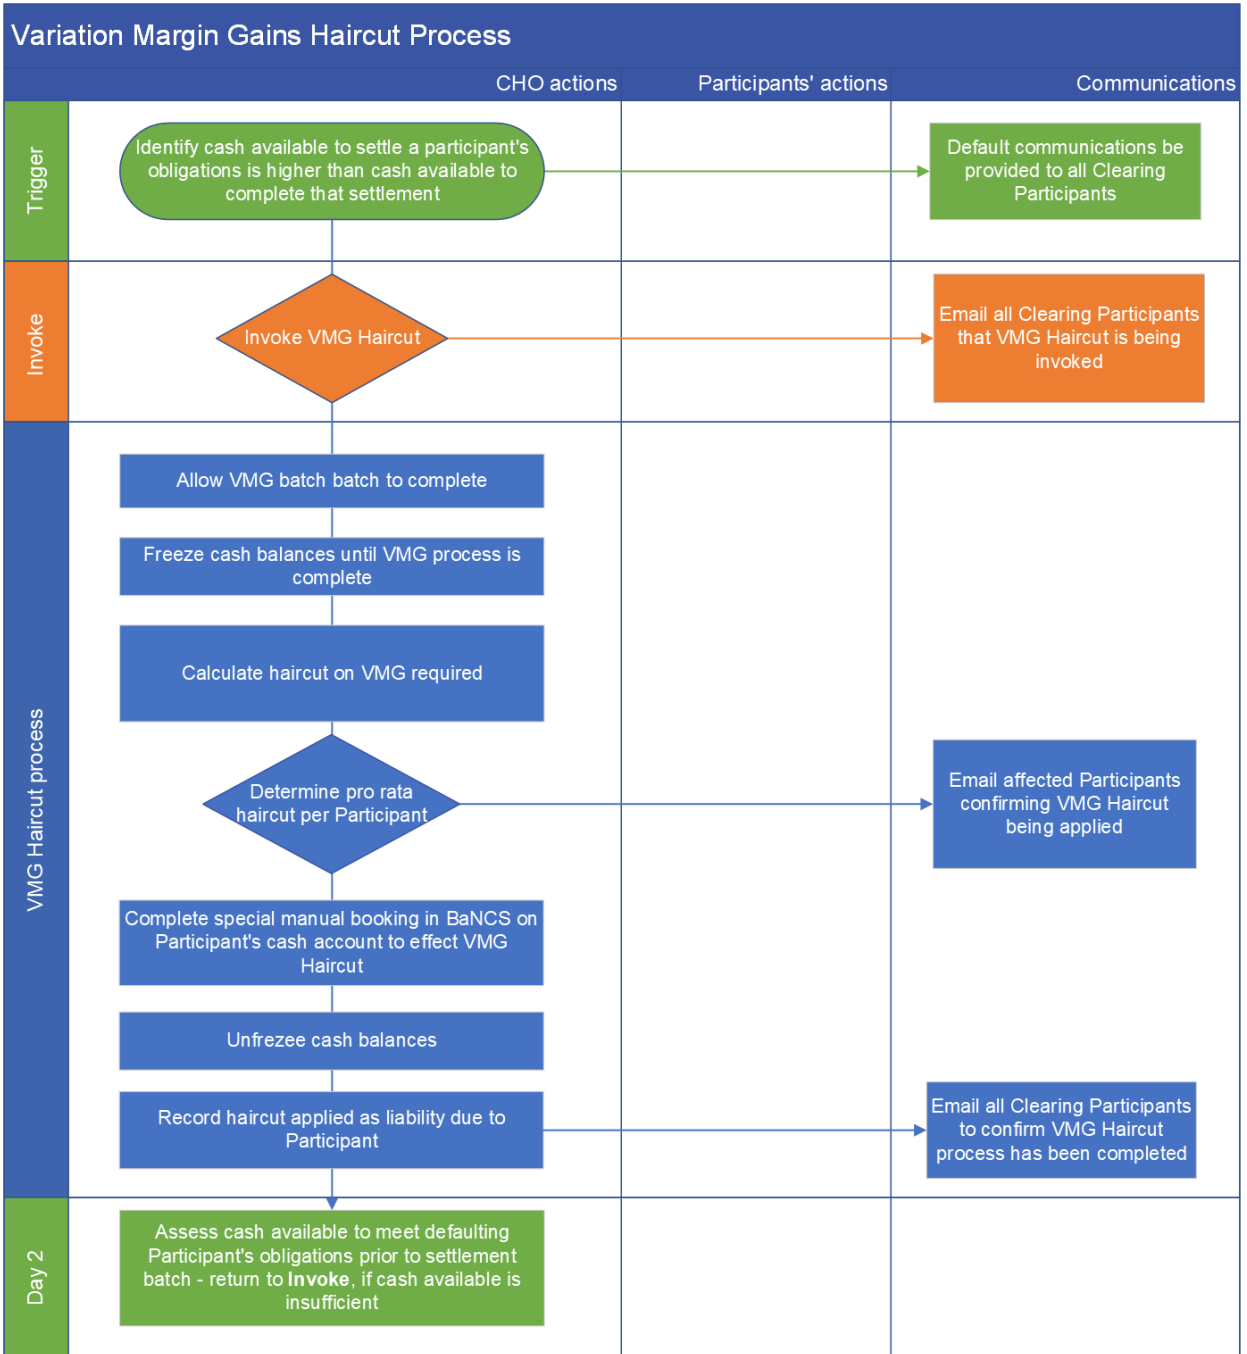 Variation Margin Gains Haircut Process
CHO actions
Participants' actions
Communications
Trigger
Identify cash available to settle a participant's
obligations is higher than cash available to
complete that settlement
Default communications be
provided to all Clearing
Participants
Invoke
Invoke VMG Haircut
Email all Clearing Participants
that VMG Haircut is being
invoked
VMG Haircut process
Allow VMG batch batch to complete
Freeze cash balances until VMG process is
complete
Calculate haircut on VMG required
Determine pro rata
haircut per Participant
Email affected Participants
confirming VMG Haircut
being applied
Complete special manual booking in BaNCS on
Participant's cash account to effect VMG
Haircut
Unfrezee cash balances
Record haircut applied as liability due to
Participant
Email all Clearing Participants
to confirm VMG Haircut
process has been completed
Day 2
Assess cash available to meet defaulting
Participant's obligations prior to settlement
batch - return to Invoke, if cash available is
insufficient